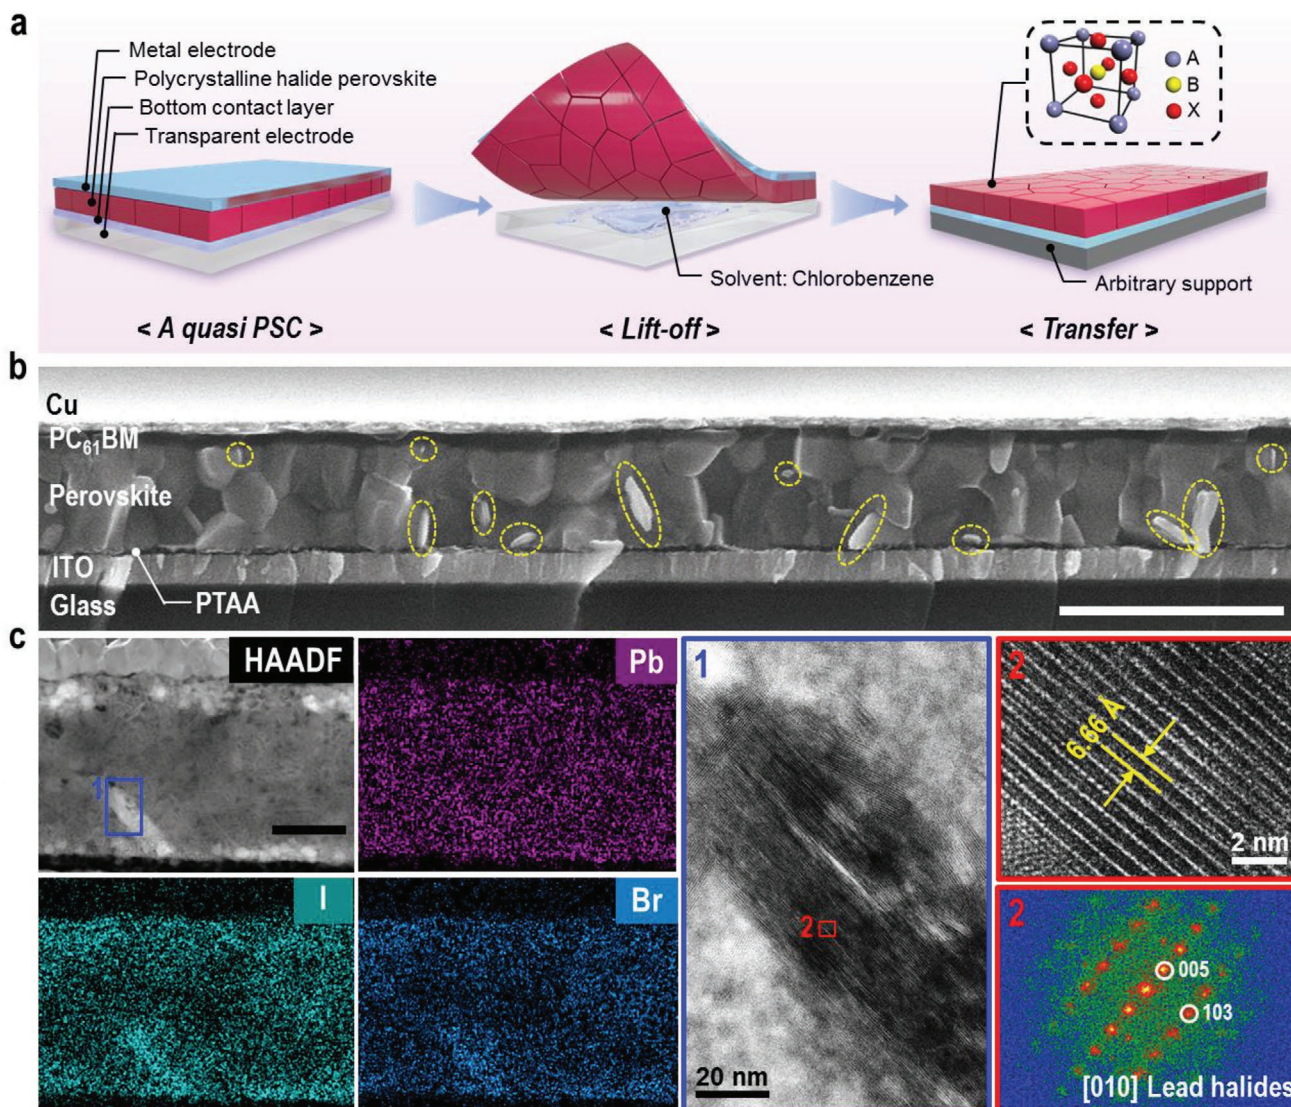 a
Metal electrode
Polycrystalline halide perovskite
Bottom contact layer
Transparent electrode
A
B
X
Solvent: Chlorobenzene
Arbitrary support
< A quasi PSC >
< Lift-off >
< Transfer >
b
Cu
PC₆₁BM
Perovskite
ITO
Glass
PTAA
c
HAADF
1
Pb
I
Br
1
2
20 nm
2
6.66 Å
2 nm
2
005
103
[010] Lead halides